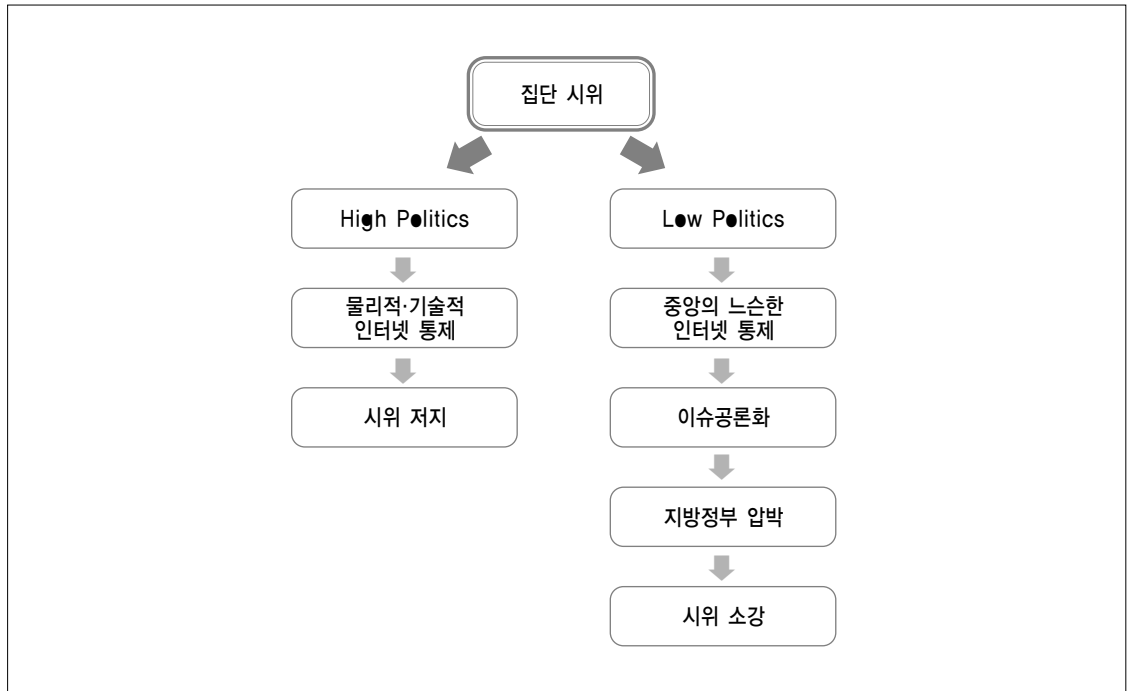 집단 시위
High Politics
물리적·기술적
인터넷 통제
시위 저지
Low Politics
중앙의 느슨한
인터넷 통제
이슈공론화
지방정부 압박
시위 소강